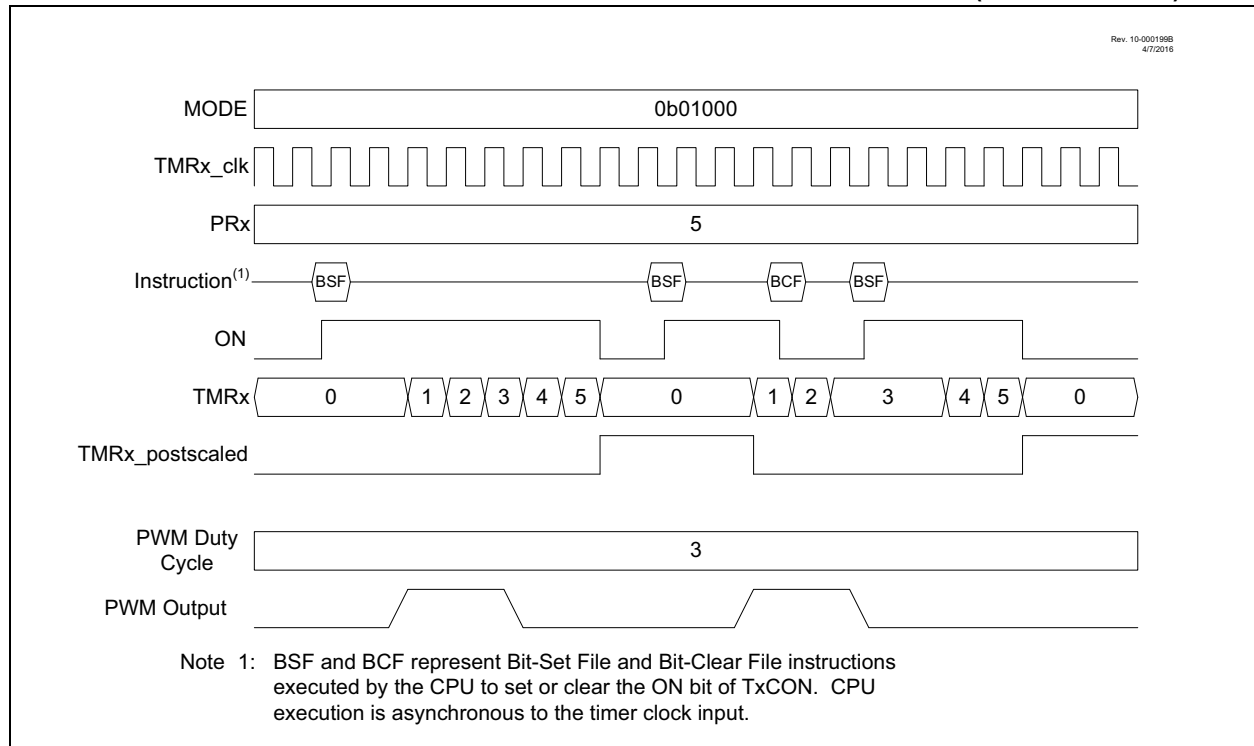 Rev. 10-000199B
4/7/2016
MODE 0b01000
TMRx_clk
PRx 5
Instruction(1) BSF BSF BCF BSF
ON
TMRx 0 1 2 3 4 5 0 1 2 3 4 5 0
TMRx_postscaled
PWM Duty
Cycle 3
PWM Output
Note 1: BSF and BCF represent Bit-Set File and Bit-Clear File instructions
executed by the CPU to set or clear the ON bit of TxCON. CPU
execution is asynchronous to the timer clock input.